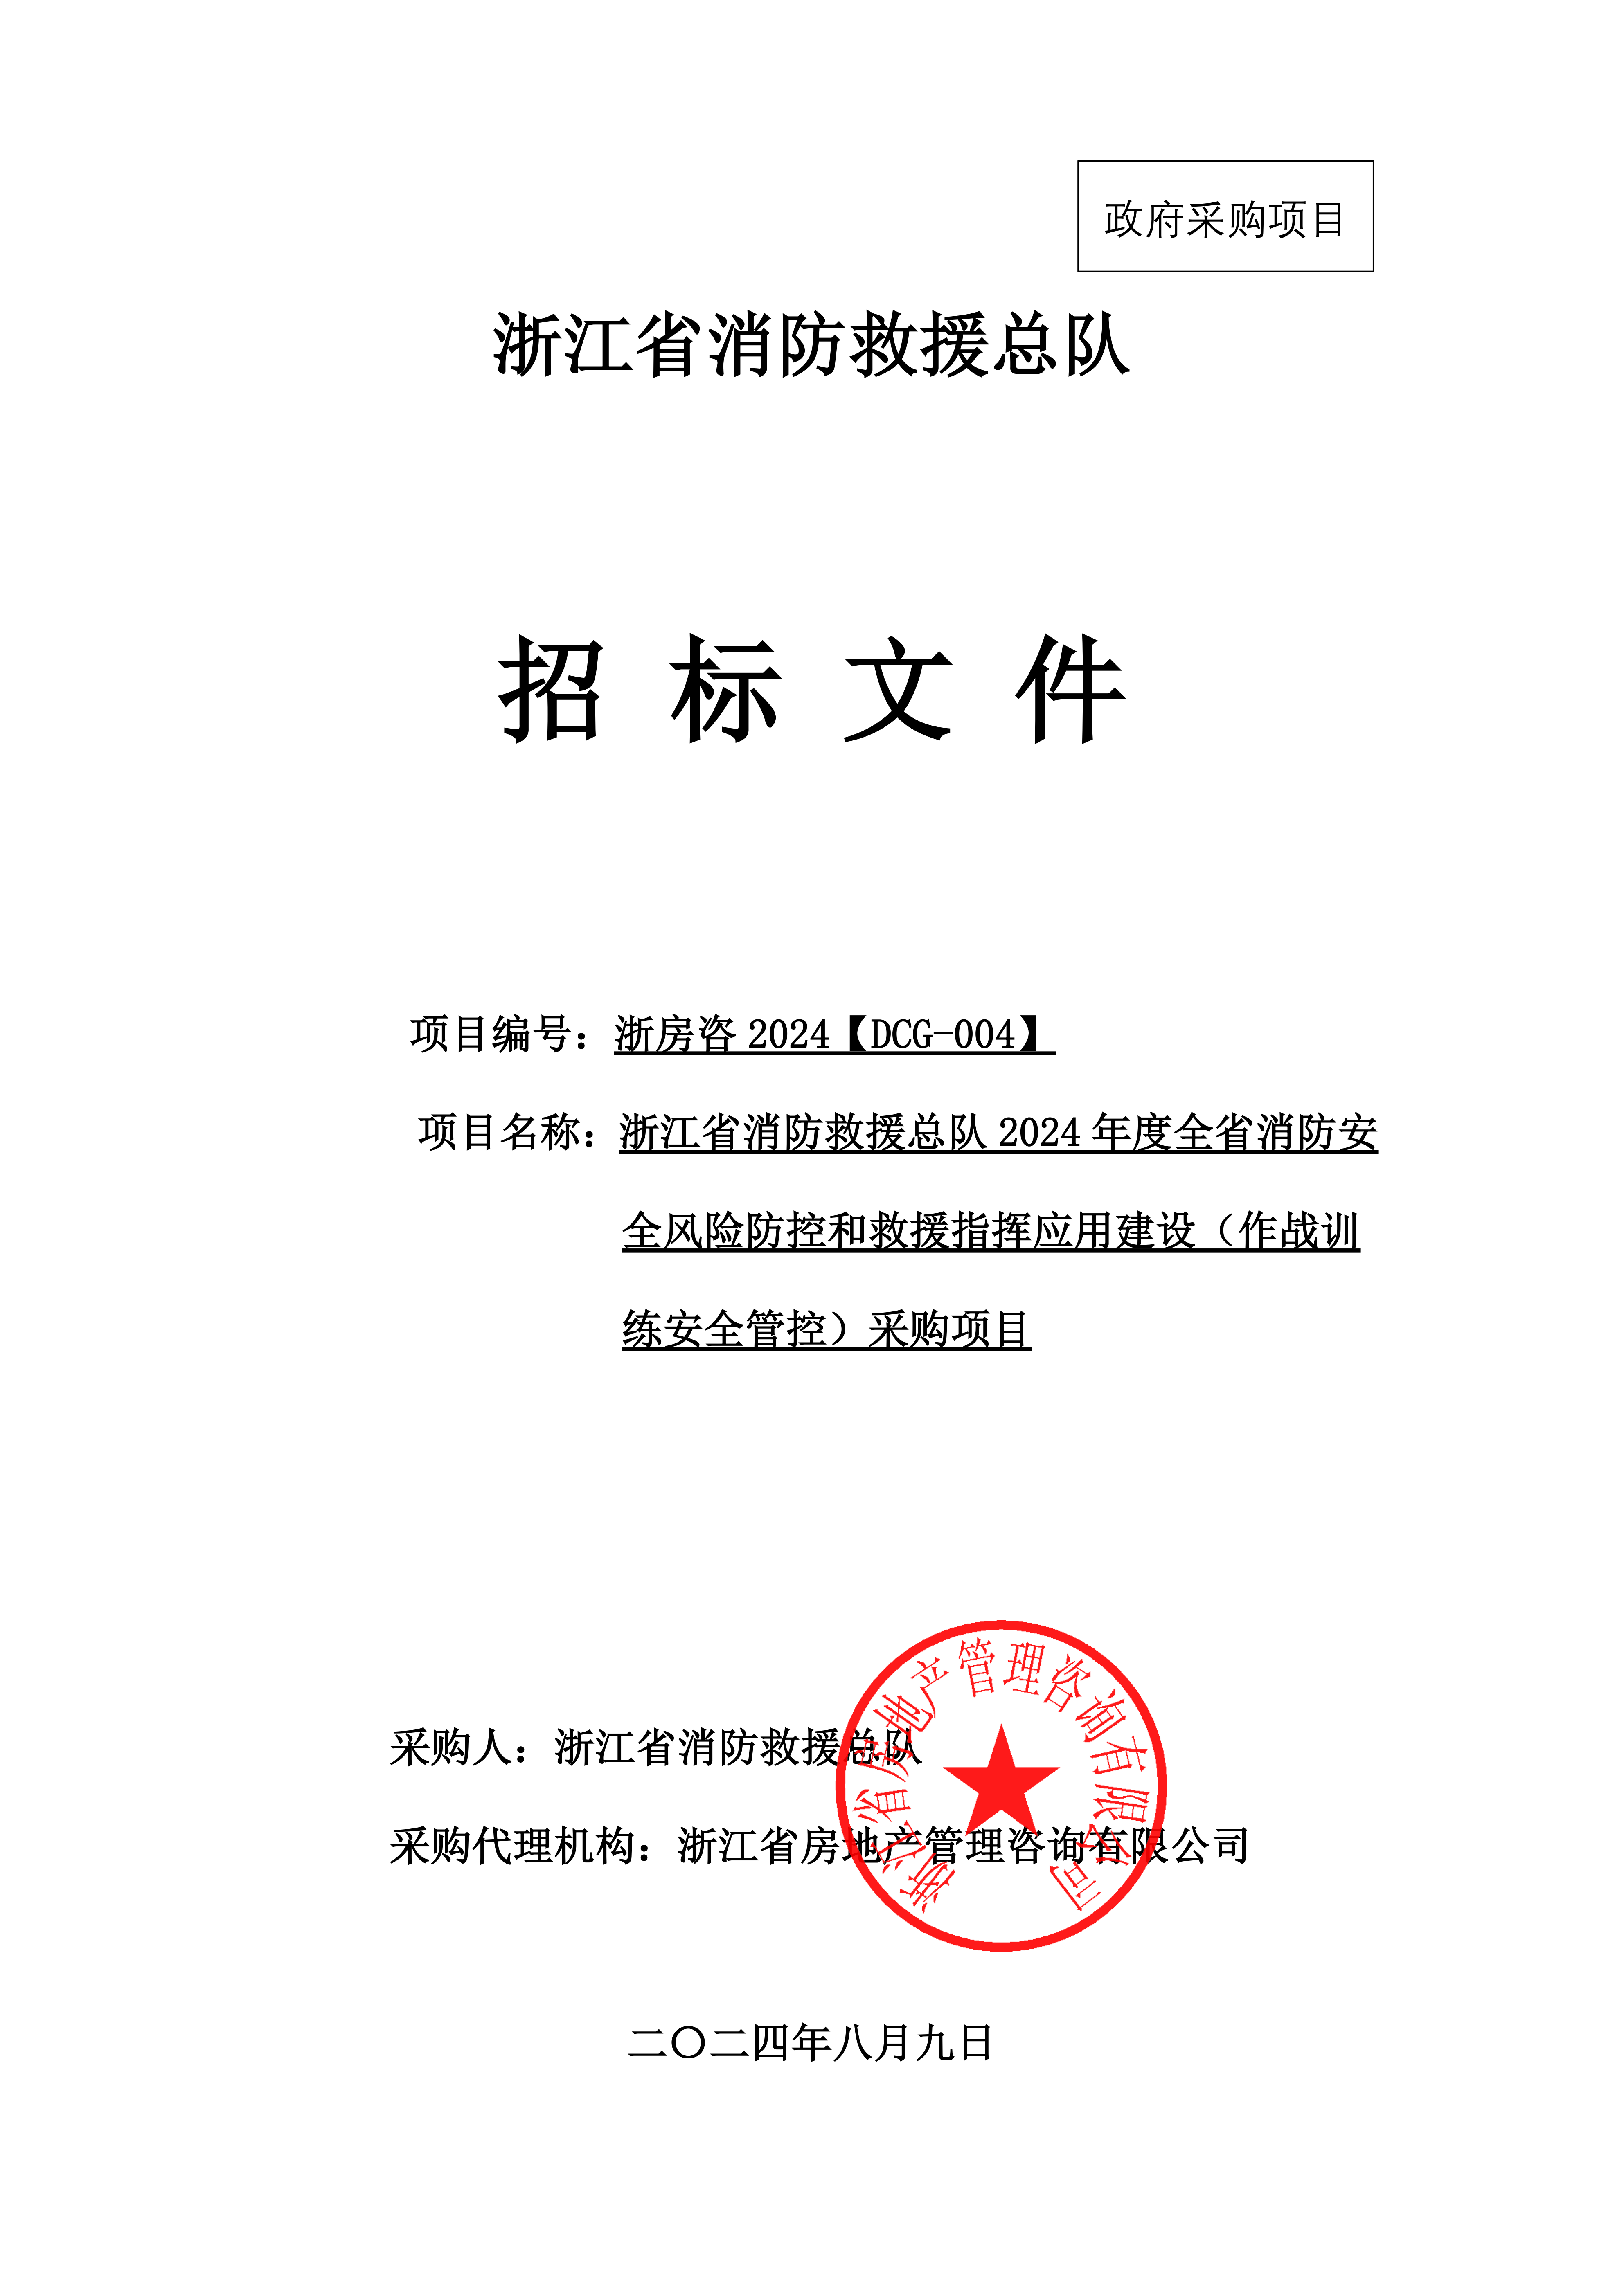 政府采购项目
浙江省消防救援总队
招 标 文 件
项目编号：浙房咨 2024【DCG-004】
项目名称：浙江省消防救援总队 2024 年度全省消防安
全风险防控和救援指挥应用建设（作战训
练安全管控）采购项目
采购人：浙江省消防救援总队
采购代理机构：浙江省房地产管理咨询有限公司
浙江省房地产管理咨询有限公司
二〇二四年八月九日